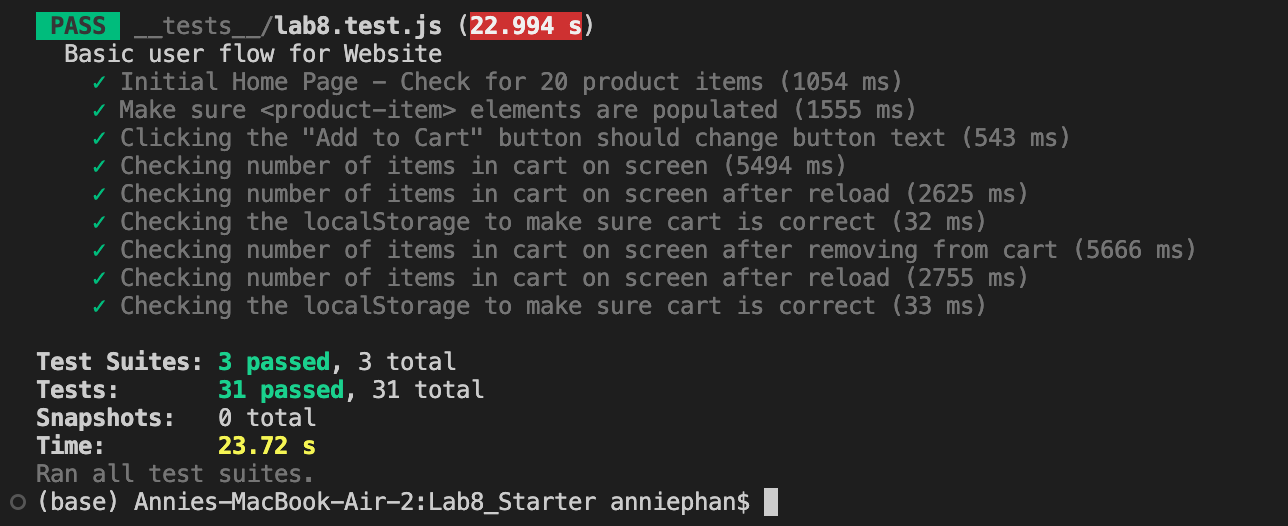 PASS __tests__/lab8.test.js (22.994 s)
Basic user flow for Website
✓ Initial Home Page – Check for 20 product items (1054 ms)
✓ Make sure <product-item> elements are populated (1555 ms)
✓ Clicking the "Add to Cart" button should change button text (543 ms)
✓ Checking number of items in cart on screen (5494 ms)
✓ Checking number of items in cart on screen after reload (2625 ms)
✓ Checking the localStorage to make sure cart is correct (32 ms)
✓ Checking number of items in cart on screen after removing from cart (5666 ms)
✓ Checking number of items in cart on screen after reload (2755 ms)
✓ Checking the localStorage to make sure cart is correct (33 ms)
Test Suites: 3 passed, 3 total
Tests: 31 passed, 31 total
Snapshots: 0 total
Time: 23.72 s
Ran all test suites.
(base) Annies-MacBook-Air-2:Lab8_Starter anniephan$